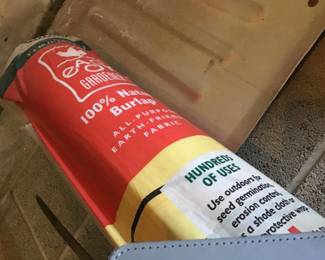 EASY
GARDENER
100% Natural
Burlap
ALL-PURPOSE
EARTH-FRIENDLY
FABRIC
HUNDREDS
OF USES
Use outdoors for
seed germination,
erosion control,
a shade cloth or
protective wrap